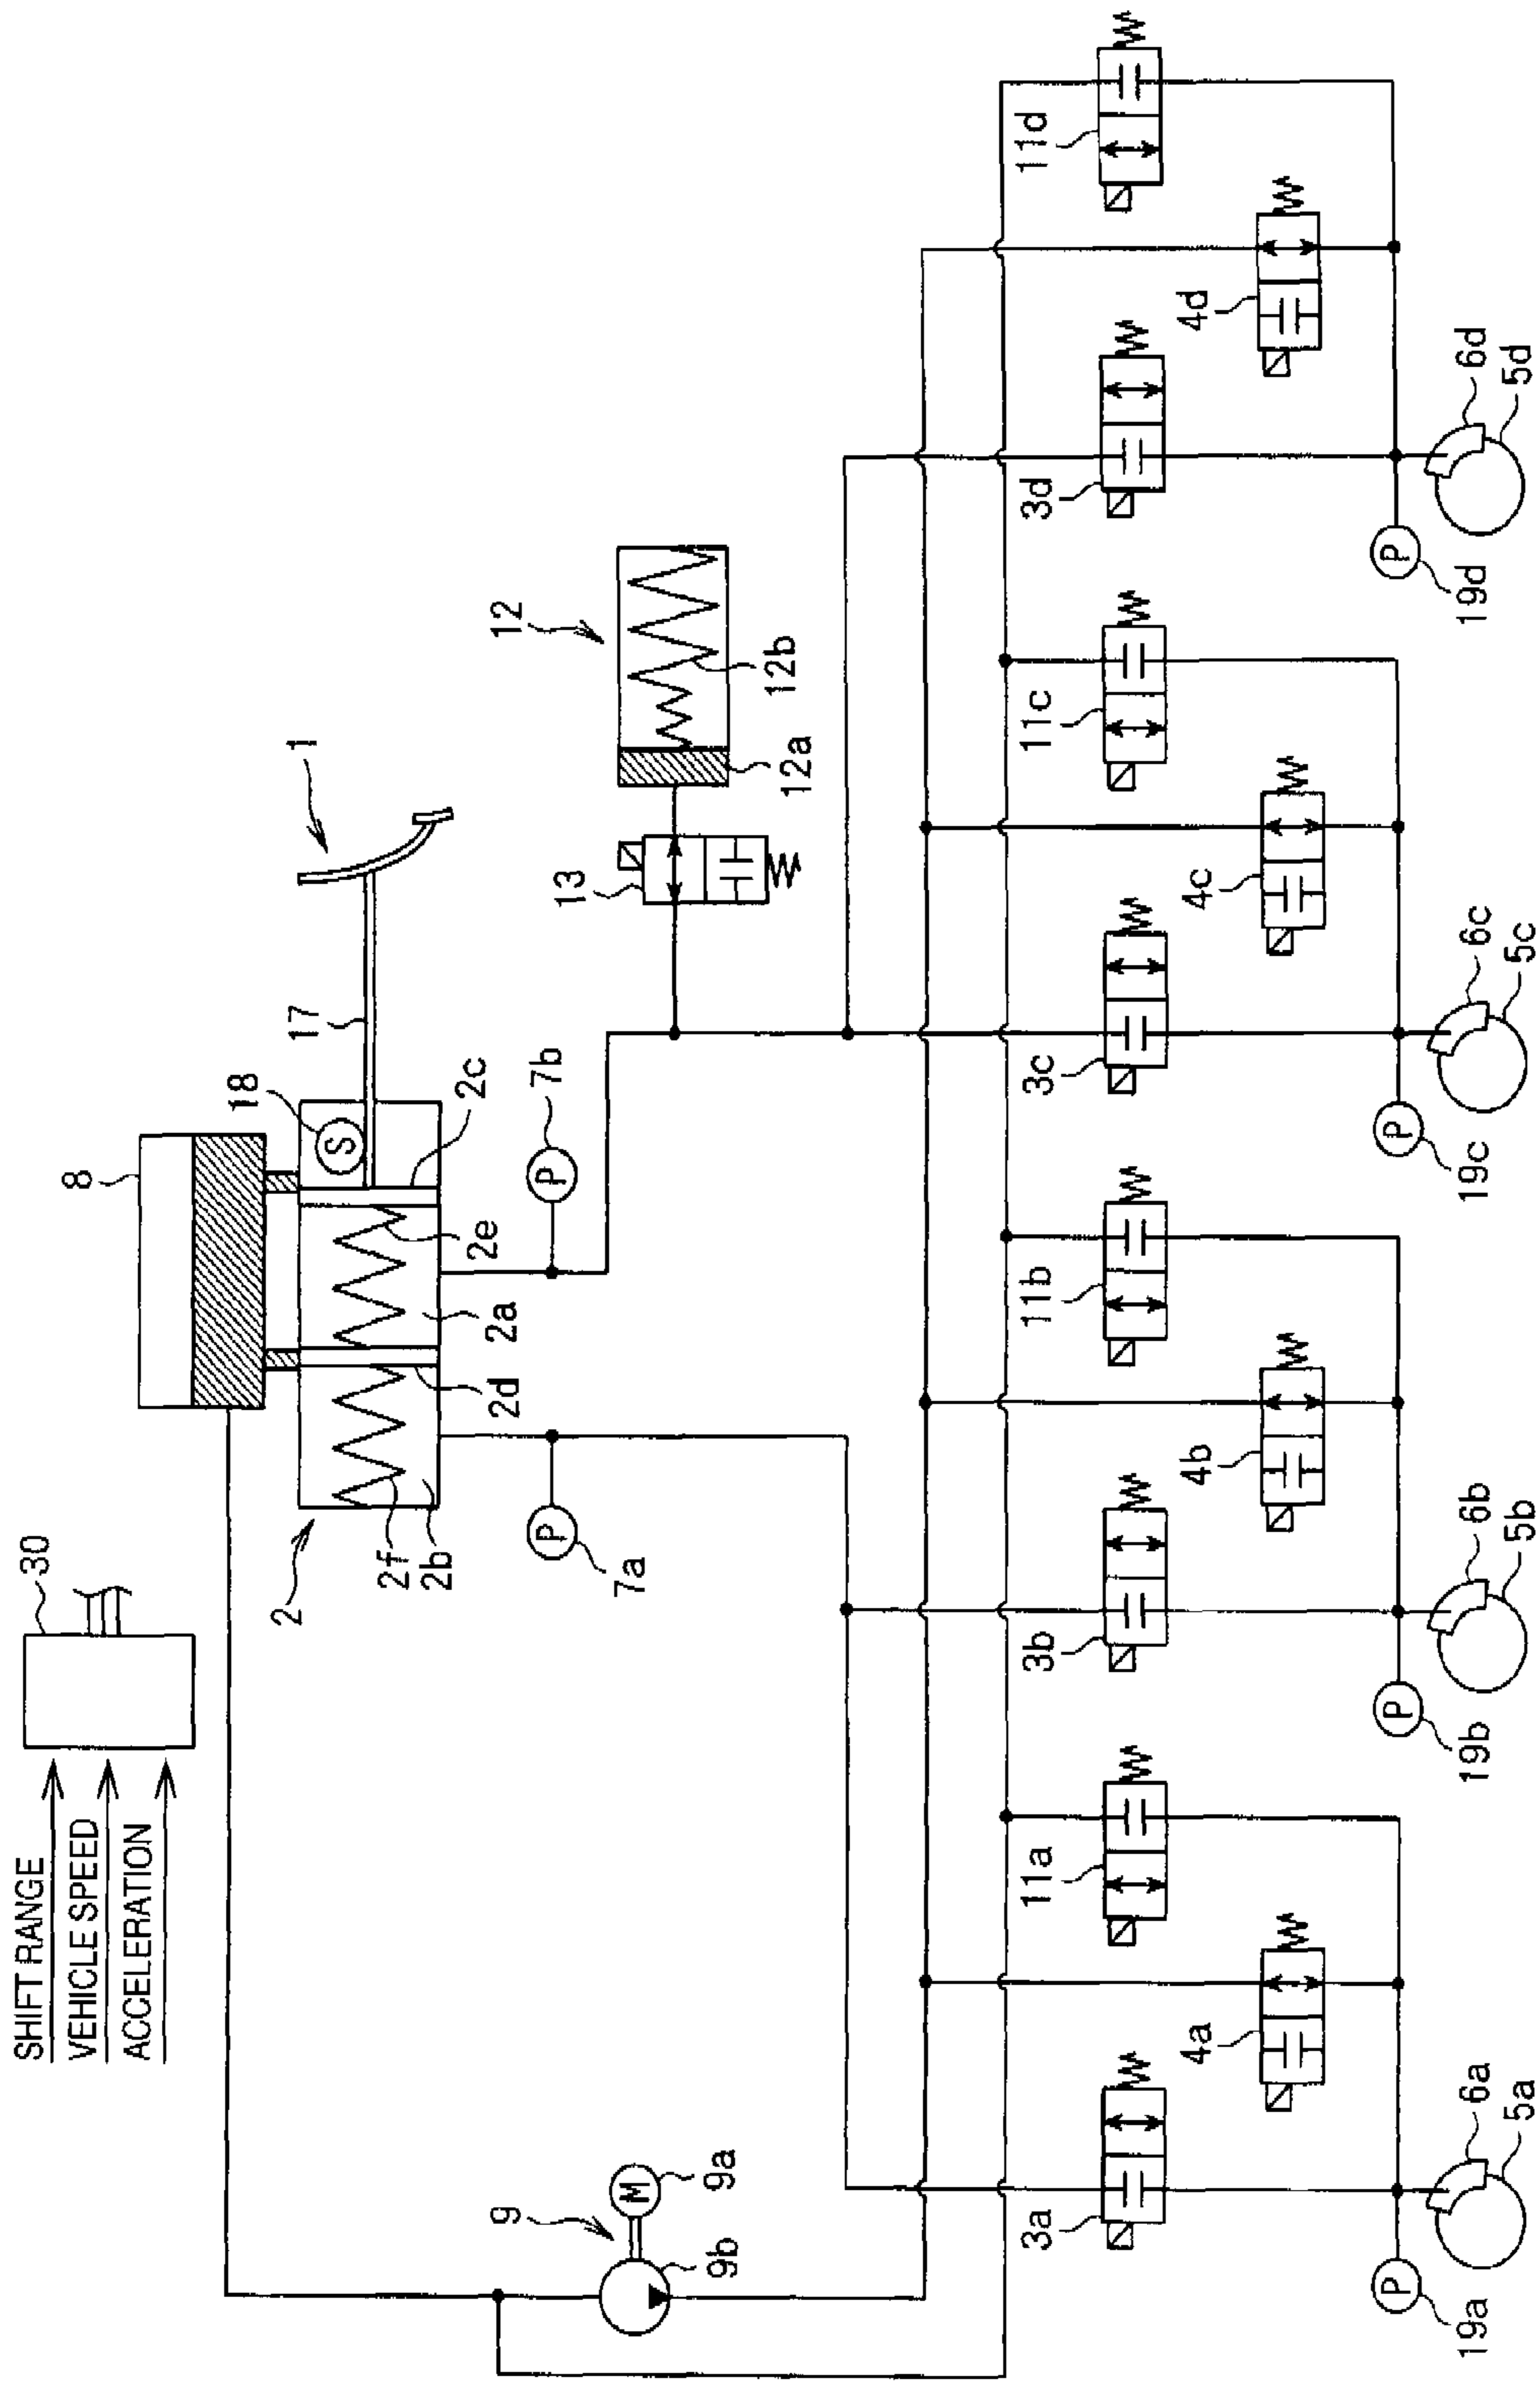 SHIFT RANGE
VEHICLE SPEED
ACCELERATION
30
8
18
S
17
1
2
2f
2b
2d
2a
2e
2c
P
7a
P
7b
12
12b
12a
13
9
M
9a
9b
3a
4a
11a
3b
4b
11b
3c
4c
11c
3d
4d
11d
P
19a
6a
5a
P
19b
6b
5b
P
19c
6c
5c
P
19d
6d
5d